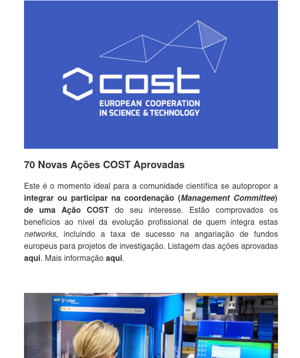 cost
EUROPEAN COOPERATION
IN SCIENCE & TECHNOLOGY
70 Novas Ações COST Aprovadas
Este é o momento ideal para a comunidade científica se autopropor a
integrar ou participar na coordenação (Management Committee)
de uma Ação COST do seu interesse. Estão comprovados os
benefícios ao nível da evolução profissional de quem integra estas
networks, incluindo a taxa de sucesso na angariação de fundos
europeus para projetos de investigação. Listagem das ações aprovadas
aqui. Mais informação aqui.